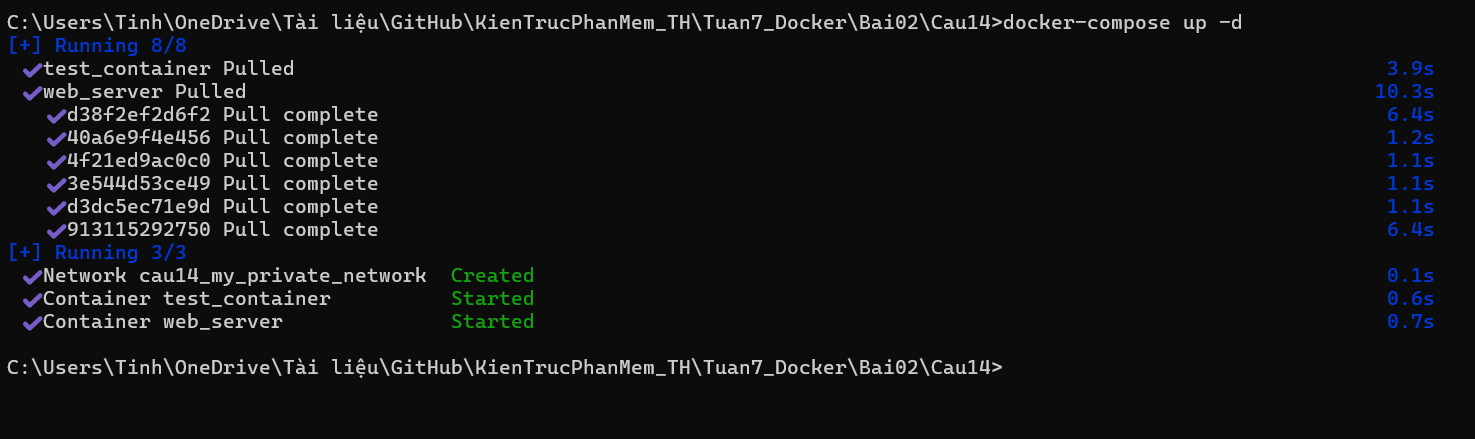 C:\Users\Tinh\OneDrive\Tài liệu\GitHub\KienTrucPhanMem_TH\Tuan7_Docker\Bai02\Cau14>docker-compose up -d
[+] Running 8/8
✔test_container Pulled 3.9s
✔web_server Pulled 10.3s
✔d38f2ef2d6f2 Pull complete 6.4s
✔40a6e9f4e456 Pull complete 1.2s
✔4f21ed9ac0c0 Pull complete 1.1s
✔3e544d53ce49 Pull complete 1.1s
✔d3dc5ec71e9d Pull complete 1.1s
✔913115292750 Pull complete 6.4s
[+] Running 3/3
✔Network cau14_my_private_network Created 0.1s
✔Container test_container Started 0.6s
✔Container web_server Started 0.7s
C:\Users\Tinh\OneDrive\Tài liệu\GitHub\KienTrucPhanMem_TH\Tuan7_Docker\Bai02\Cau14>